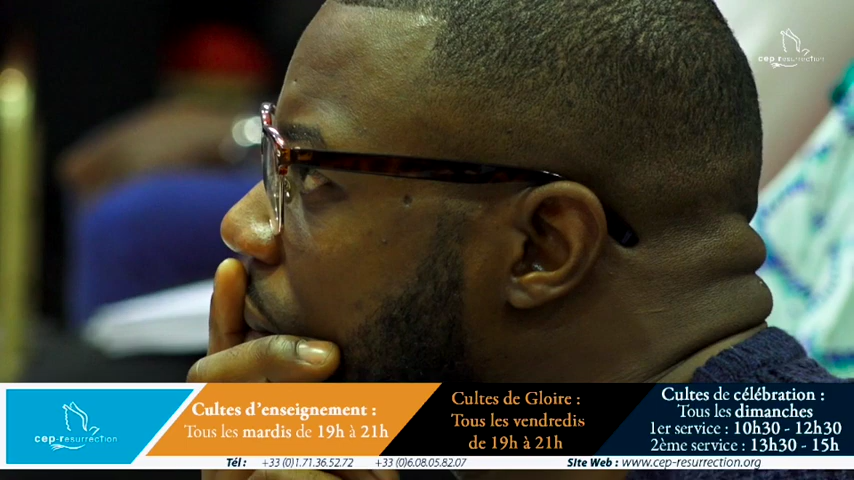 cep-resurrection
cep-resurrection
Cultes d'enseignement :
Tous les mardis de 19h à 21h
Cultes de Gloire :
Tous les vendredis
de 19h à 21h
Cultes de célébration :
Tous les dimanches
1er service : 10h30 - 12h30
2ème service : 13h30 - 15h
Tél : +33 (0)1.71.36.52.72 +33 (0)6.08.05.82.07 Site Web : www.cep-resurrection.org